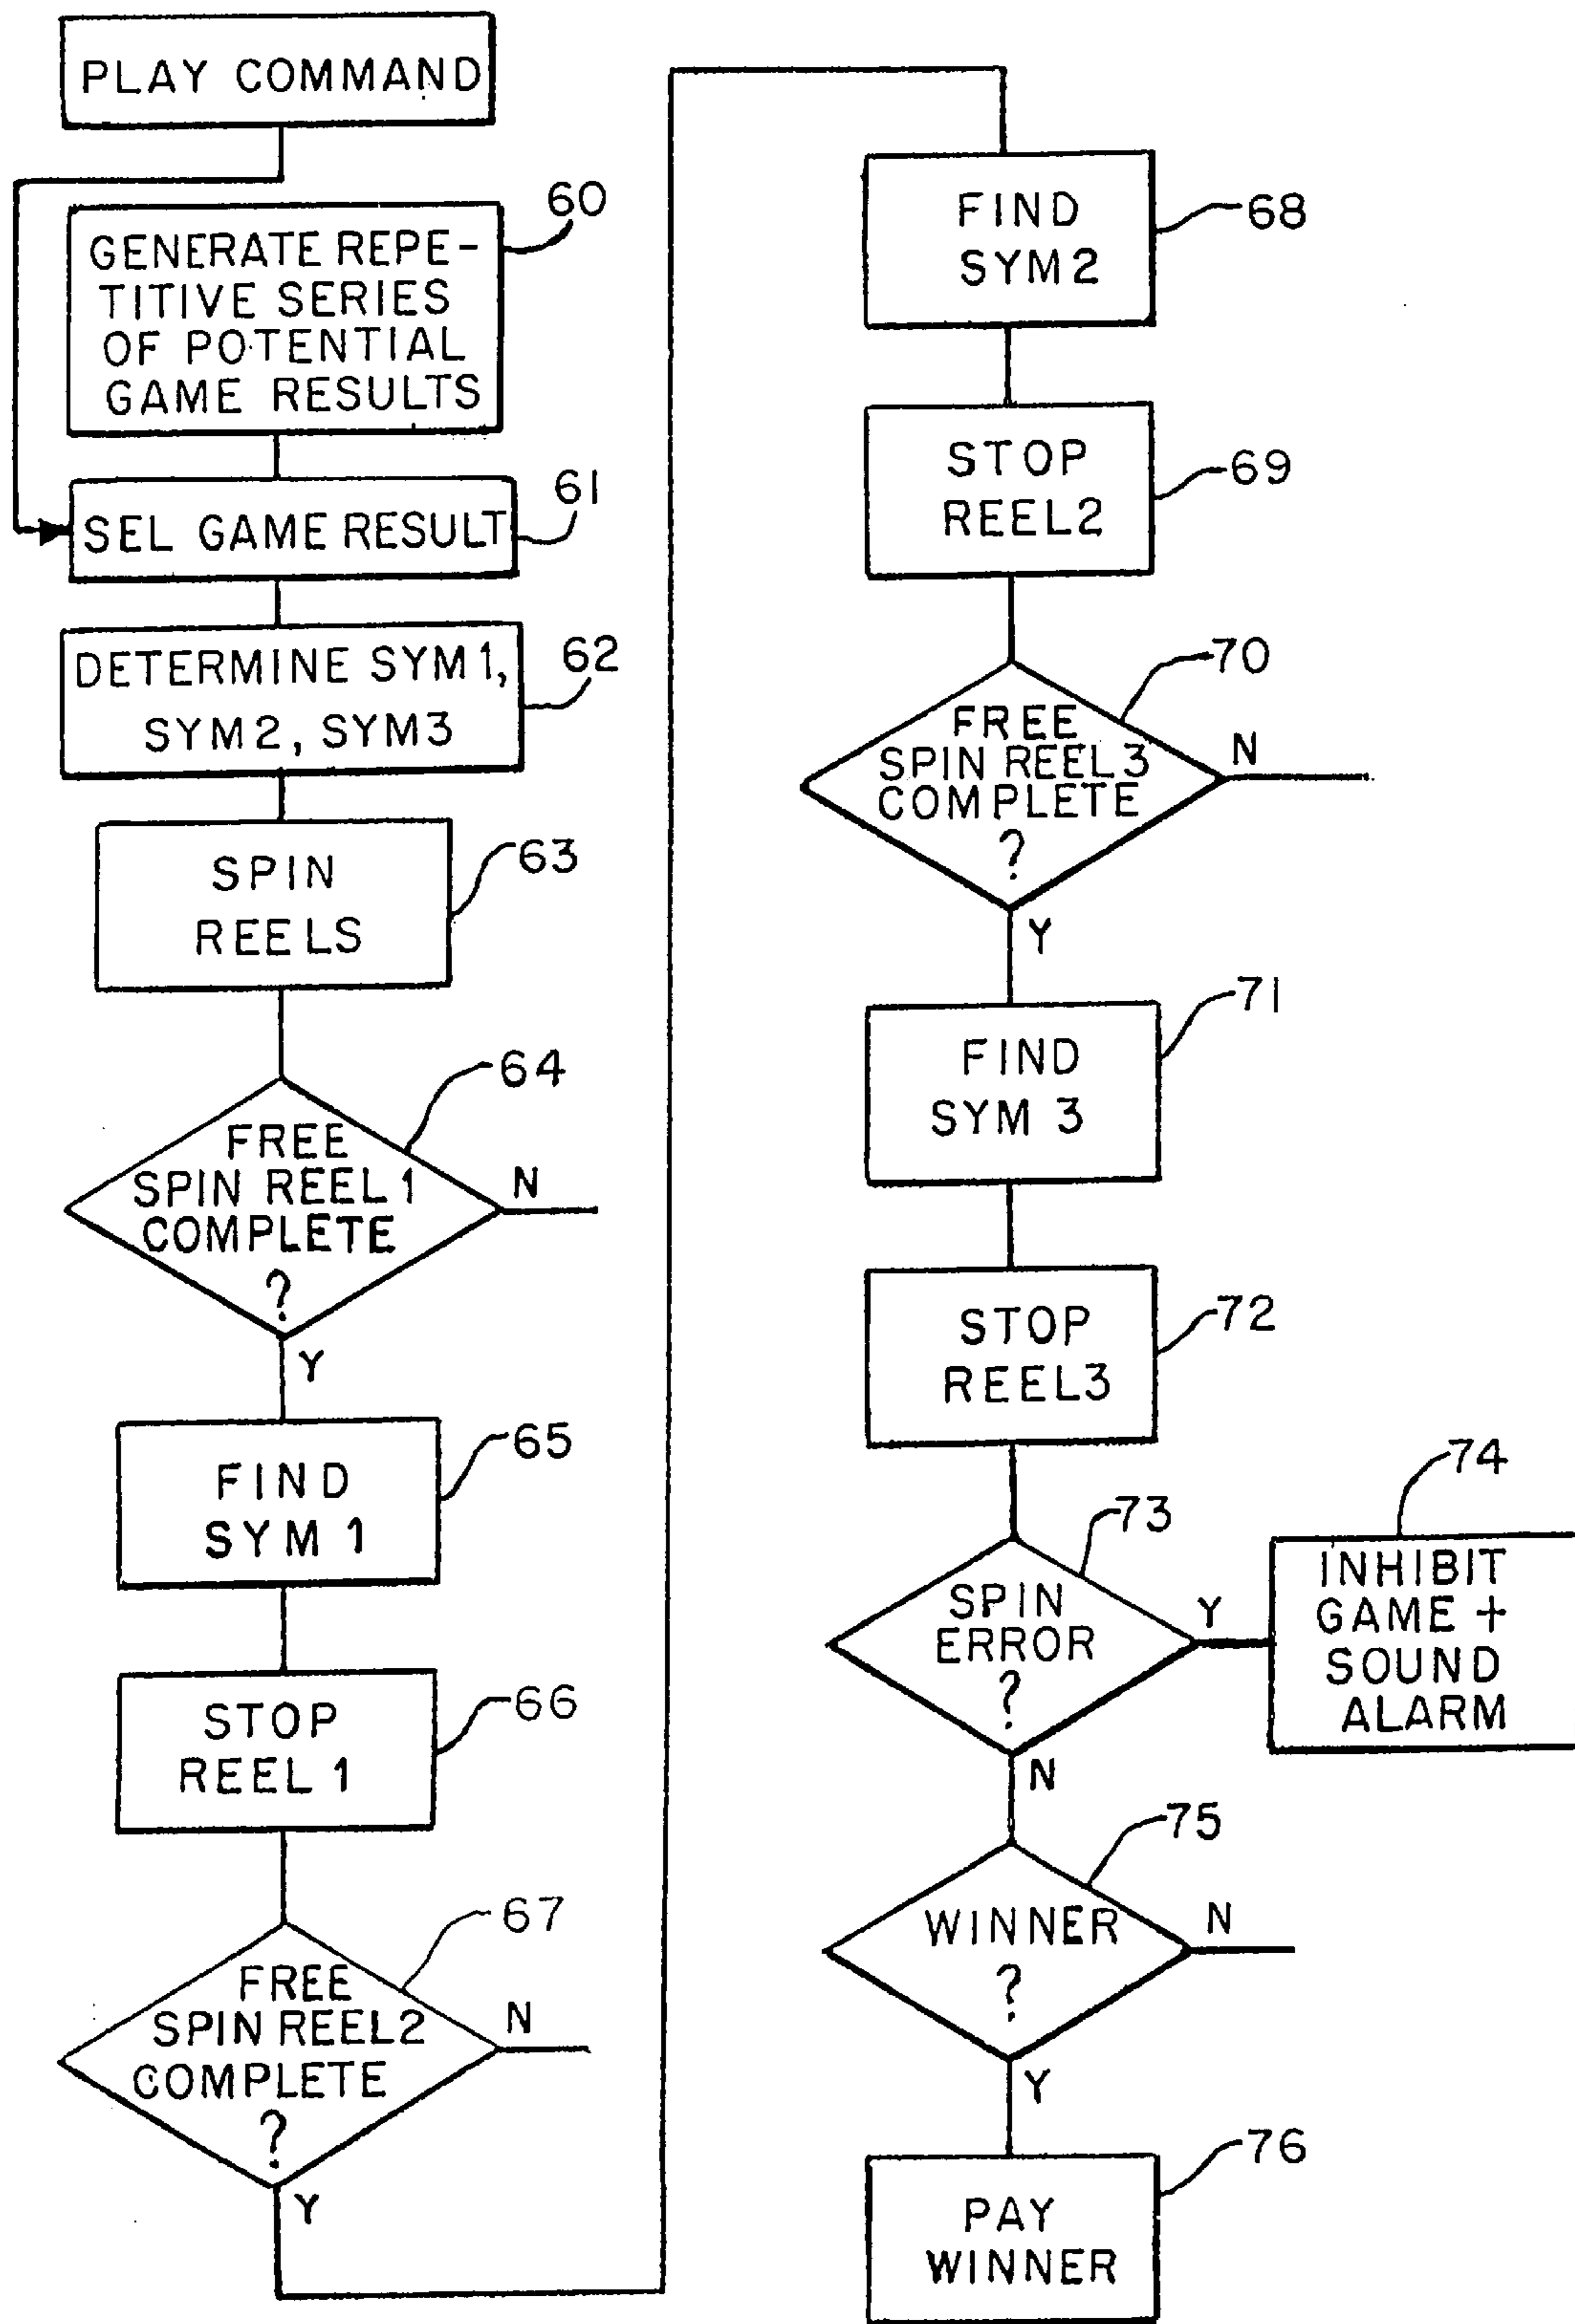 PLAY COMMAND
60
GENERATE REPE-
TITIVE SERIES
OF POTENTIAL
GAME RESULTS
61
SEL GAME RESULT
62
DETERMINE SYM1,
SYM2, SYM3
63
SPIN
REELS
64
FREE
SPIN REEL 1
COMPLETE
?
N
Y
65
FIND
SYM 1
66
STOP
REEL 1
67
FREE
SPIN REEL2
COMPLETE
?
N
Y
68
FIND
SYM2
69
STOP
REEL2
70
FREE
SPIN REEL3
COMPLETE
?
N
Y
71
FIND
SYM 3
72
STOP
REEL3
73
SPIN
ERROR
?
Y
N
74
INHIBIT
GAME +
SOUND
ALARM
75
WINNER
?
N
Y
76
PAY
WINNER